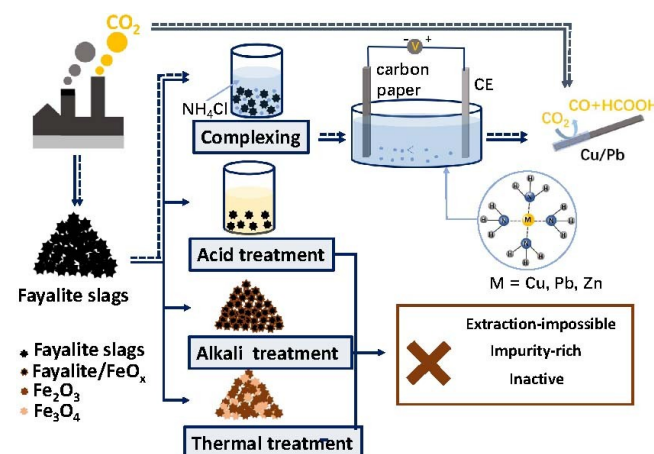 CO₂
- V +
carbon
paper
CE
NH₄Cl
Complexing
CO+HCOOH
CO₂
Cu/Pb
Acid treatment
H H H
H N N H
H M H
H N N H
H H H
M = Cu, Pb, Zn
Fayalite slags
Alkali treatment
Extraction-impossible
Impurity-rich
Inactive
Fayalite slags
Fayalite/FeOₓ
Fe₂O₃
Fe₃O₄
Thermal treatment